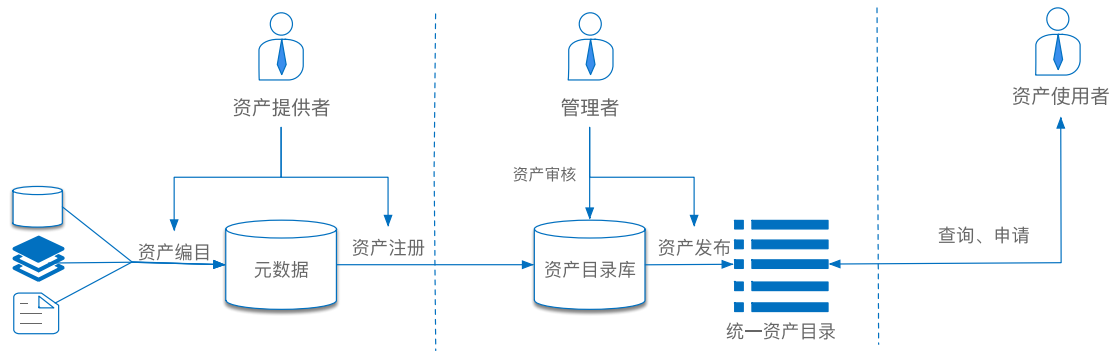 资产提供者
管理者
资产使用者
资产审核
资产编目
元数据
资产注册
资产目录库
资产发布
查询、申请
统一资产目录